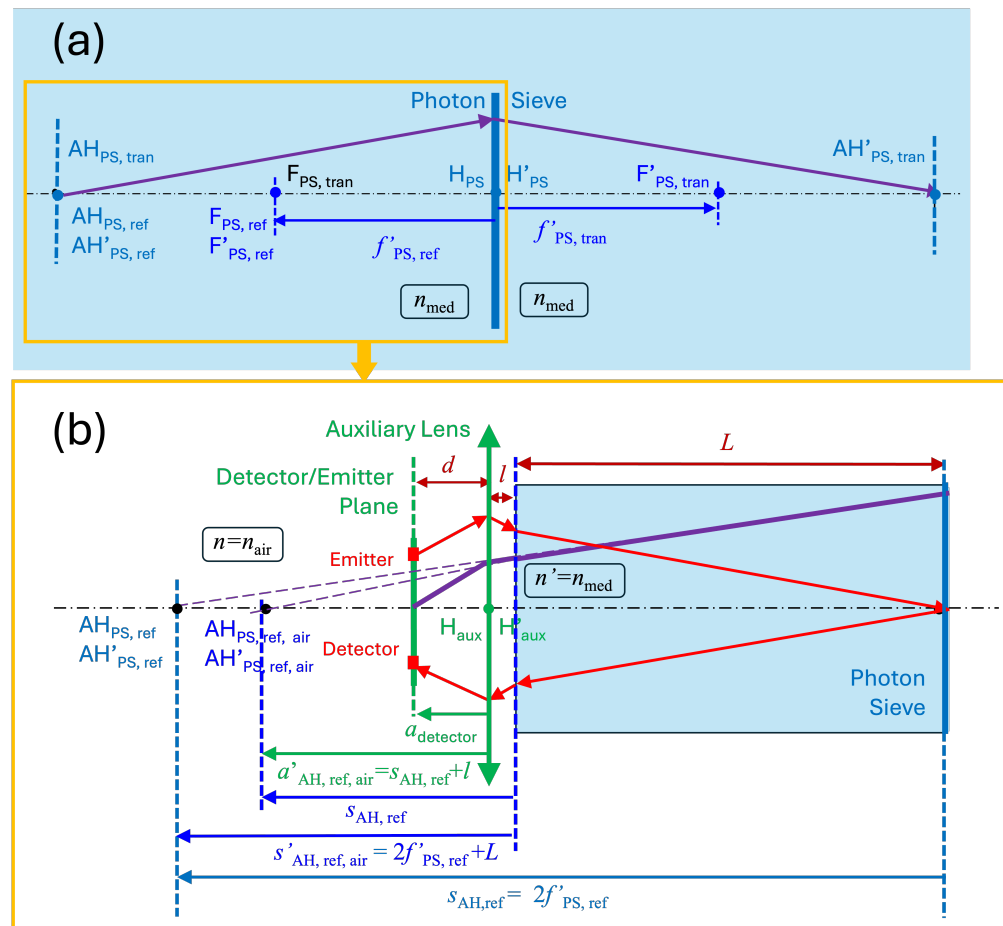 (a)
Photon Sieve
AH_PS, tran
F_PS, tran
H_PS H'_PS
F'_PS, tran
AH'_PS, tran
AH_PS, ref
AH'_PS, ref
F_PS, ref
F'_PS, ref
f'_PS, ref
f'_PS, tran
n_med
n_med
(b)
Auxiliary Lens
L
d
l
Detector/Emitter
Plane
n=n_air
Emitter
n'=n_med
AH_PS, ref
AH'_PS, ref
AH_PS, ref, air
AH'_PS, ref, air
H_aux H'_aux
Detector
Photon
Sieve
a_detector
a'_AH, ref, air=s_AH, ref+l
s_AH, ref
s'_AH, ref, air = 2f'_PS, ref+L
s_AH,ref= 2f'_PS, ref